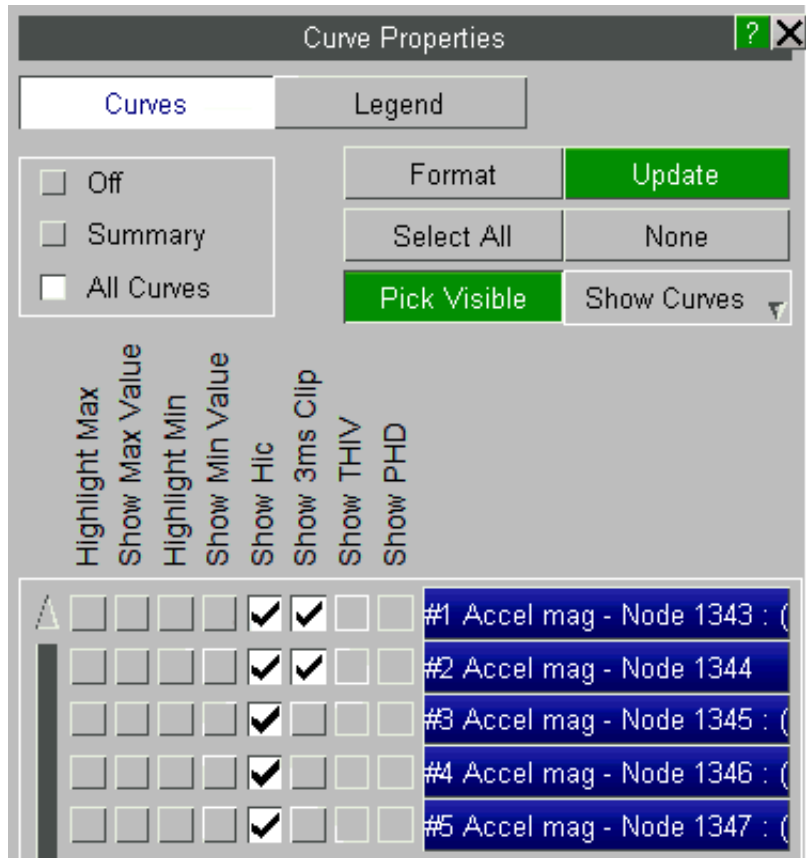 Curve Properties ?
Curves Legend
Off
Summary
All Curves
Format Update
Select All None
Pick Visible Show Curves
Highlight Max
Show Max Value
Highlight Min
Show Min Value
Show Hic
Show 3ms Clip
Show THIV
Show PHD
#1 Accel mag - Node 1343 : (
#2 Accel mag - Node 1344
#3 Accel mag - Node 1345 : (
#4 Accel mag - Node 1346 : (
#5 Accel mag - Node 1347 : (